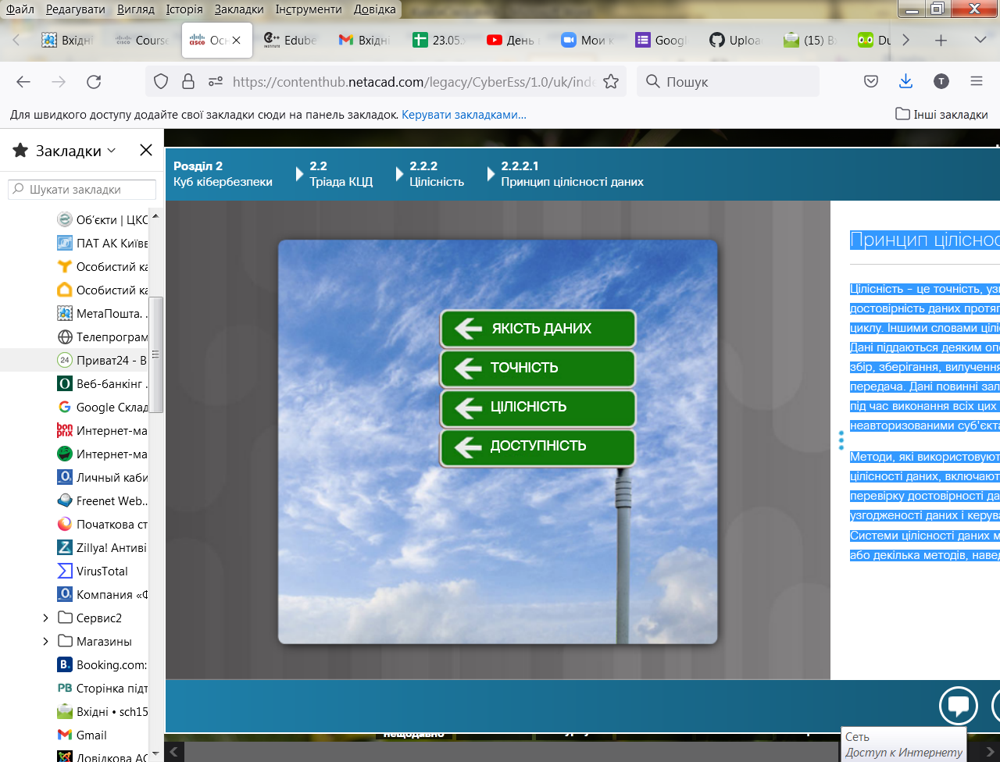 Файл Редагувати Вигляд Історія Закладки Інструменти Довідка
Вхідні Course Осн Edube Вхідні 23.05. День Мои к Googl Uploa (15) В Du
https://contenthub.netacad.com/legacy/CyberEss/1.0/uk/inde
Пошук
Для швидкого доступу додайте свої закладки сюди на панель закладок. Керувати закладками...
Інші закладки
Закладки
Шукати закладки
Об'єкти | ЦКС
ПАТ АК Київв
Особистий ка
Особистий ка
МетаПошта. .
Телепрограм
24 Приват24 - В
Веб-банкінг .
Google Склад
bon prix Интернет-ма
Интернет-ма
Личный каби
Freenet Web...
Початкова ст
Zillya! Антиві
VirusTotal
Компания «Ф
Сервис2
Магазины
Booking.com:
PB Сторінка підт
Вхідні • sch15
Gmail
Довідкова АС
Розділ 2
Куб кібербезпеки
2.2
Тріада КЦД
2.2.2
Цілісність
2.2.2.1
Принцип цілісності даних
ЯКІСТЬ ДАНИХ
ТОЧНІСТЬ
ЦІЛІСНІСТЬ
ДОСТУПНІСТЬ
Принцип ціліснос
Цілісність – це точність, узг
достовірність даних протяг
циклу. Іншими словами ціліс
Дані піддаються деяким опе
збір, зберігання, вилучення
передача. Дані повинні зал
під час виконання всіх цих
неавторизованими суб'єкта
Методи, які використовуют
цілісності даних, включают
перевірку достовірності да
узгодженості даних і керува
Системи цілісності даних м
або декілька методів, навед
нещодавно
Сеть
Доступ к Интернету